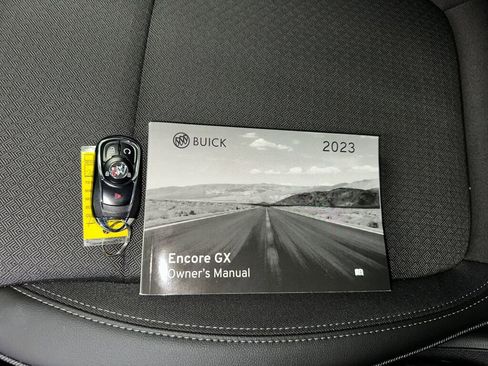 BUICK
2023
Encore GX
Owner's Manual